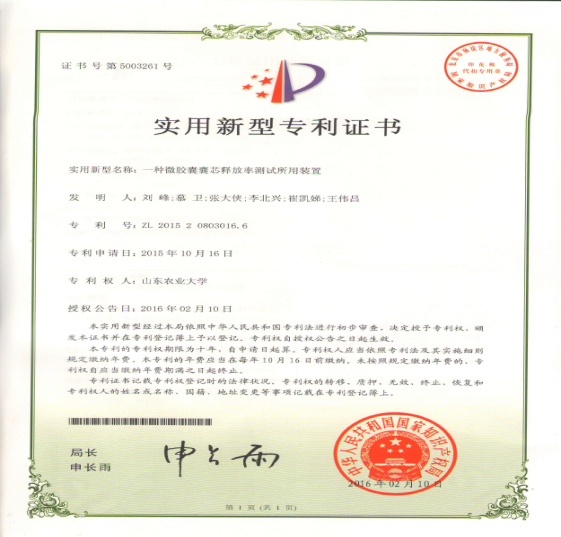 证书号第5003261号
印花税
代扣专用章
实用新型专利证书
实用新型名称：一种微胶囊囊芯释放率测试所用装置
发明人：刘峰;慕卫;张大侠;李北兴;崔凯娣;王伟昌
专利号：ZL 2015 2 0803016.6
专利申请日：2015年10月16日
专利权人：山东农业大学
授权公告日：2016年02月10日
本实用新型经过本局依照中华人民共和国专利法进行初步审查，决定授予专利权，颁
发本证书并在专利登记簿上予以登记。专利权自授权公告之日起生效。
本专利的专利权期限为十年，自申请日起算。专利权人应当依照专利法及其实施细则
规定缴纳年费。本专利的年费应当在每年10月16日前缴纳。未按照规定缴纳年费的，专
利权自应当缴纳年费期满之日起终止。
专利证书记载专利权登记时的法律状况。专利权的转移、质押、无效、终止、恢复和
专利权人的姓名或名称、国籍、地址变更等事项记载在专利登记簿上。
局长
申长雨
申长雨
中华人民共和国国家知识产权局
2016年02月10日
第1页（共1页）